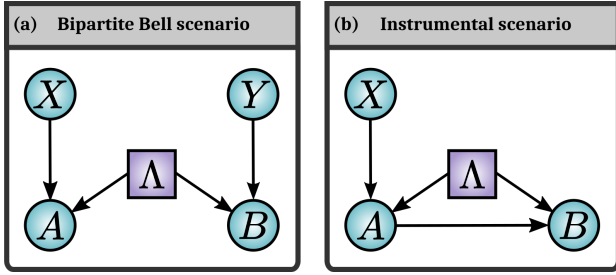 (a) Bipartite Bell scenario
X
Y
Λ
A
B
(b) Instrumental scenario
X
Λ
A
B